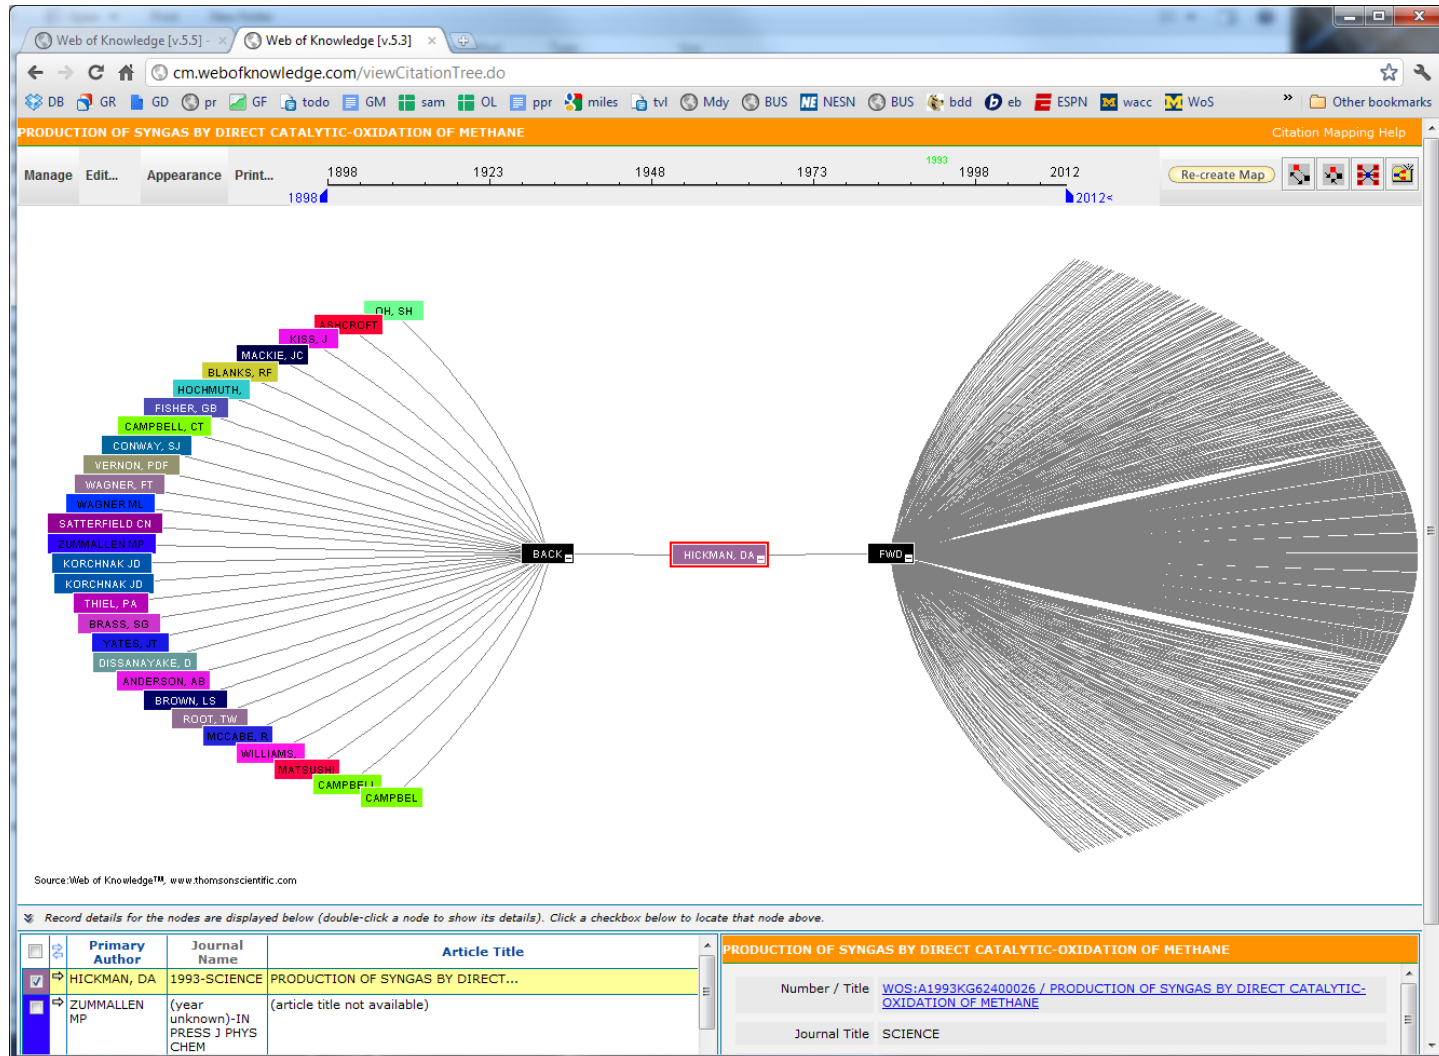 Web of Knowledge [v.5.5] - ×
Web of Knowledge [v.5.3] ×
cm.webofknowledge.com/viewCitationTree.do
DB GR GD pr GF todo GM sam OL ppr miles tvl Mdy BUS NESN BUS bdd eb ESPN wacc WoS » Other bookmarks
PRODUCTION OF SYNGAS BY DIRECT CATALYTIC-OXIDATION OF METHANE Citation Mapping Help
Manage Edit... Appearance Print... Re-create Map
1993
1898 1923 1948 1973 1998 2012
1898 2012<
OH, SH
ASHCROFT
KISS, J
MACKIE, JC
BLANKS, RF
HOCHMUTH,
FISHER, GB
CAMPBELL, CT
CONWAY, SJ
VERNON, PDF
WAGNER, FT
WAGNER ML
SATTERFIELD CN
ZUMMALLEN MP
KORCHNAK JD
KORCHNAK JD
THIEL, PA
BRASS, SG
YATES, JT
DISSANAYAKE, D
ANDERSON, AB
BROWN, LS
ROOT, TW
MCCABE, R
WILLIAMS,
MATSUSHI
CAMPBELL
CAMPBEL
BACK
HICKMAN, DA
FWD
Source:Web of Knowledge™, www.thomsonscientific.com
Record details for the nodes are displayed below (double-click a node to show its details). Click a checkbox below to locate that node above.
Primary Author Journal Name Article Title
HICKMAN, DA 1993-SCIENCE PRODUCTION OF SYNGAS BY DIRECT...
ZUMMALLEN MP (year unknown)-IN PRESS J PHYS CHEM (article title not available)
PRODUCTION OF SYNGAS BY DIRECT CATALYTIC-OXIDATION OF METHANE
Number / Title WOS:A1993KG62400026 / PRODUCTION OF SYNGAS BY DIRECT CATALYTIC-
OXIDATION OF METHANE
Journal Title SCIENCE